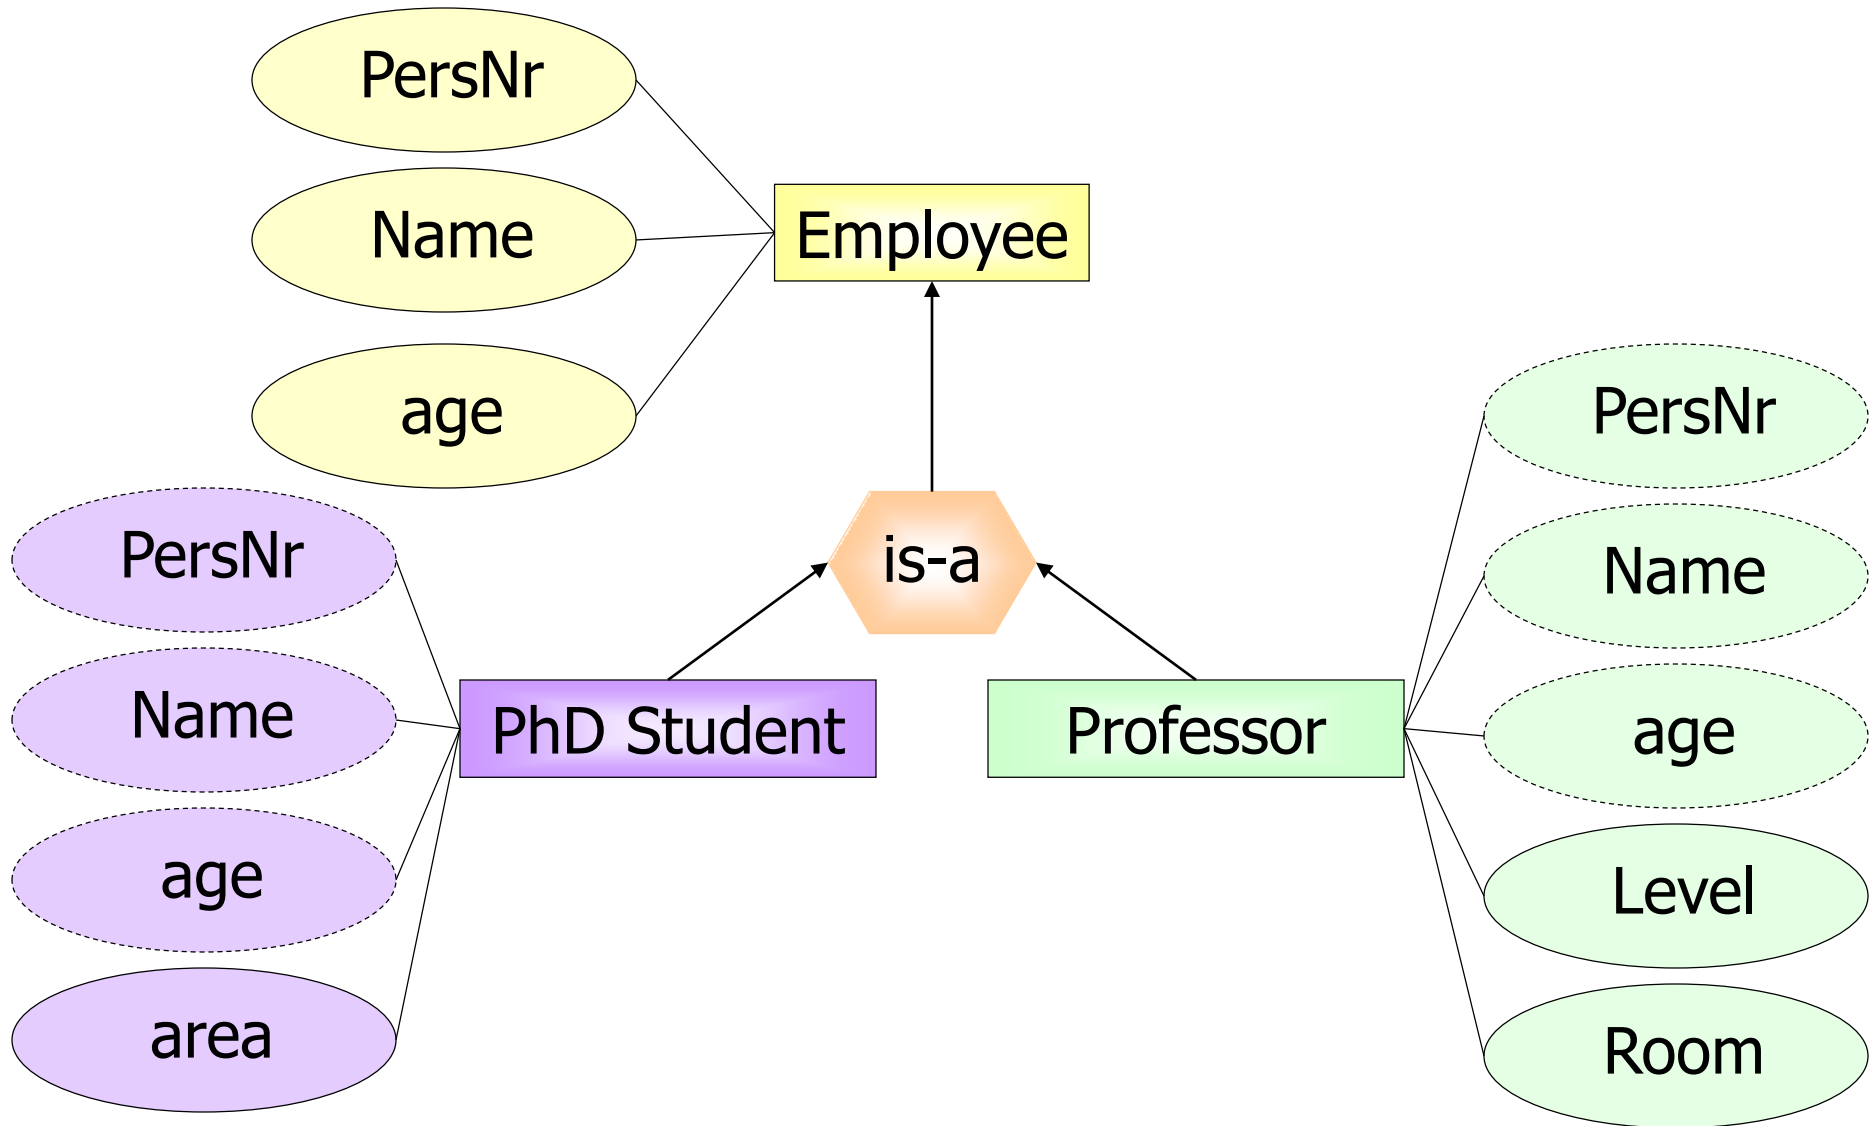 PersNr
Name
Employee
age
PersNr
Name
age
area
is-a
PhD Student
Professor
PersNr
Name
age
Level
Room